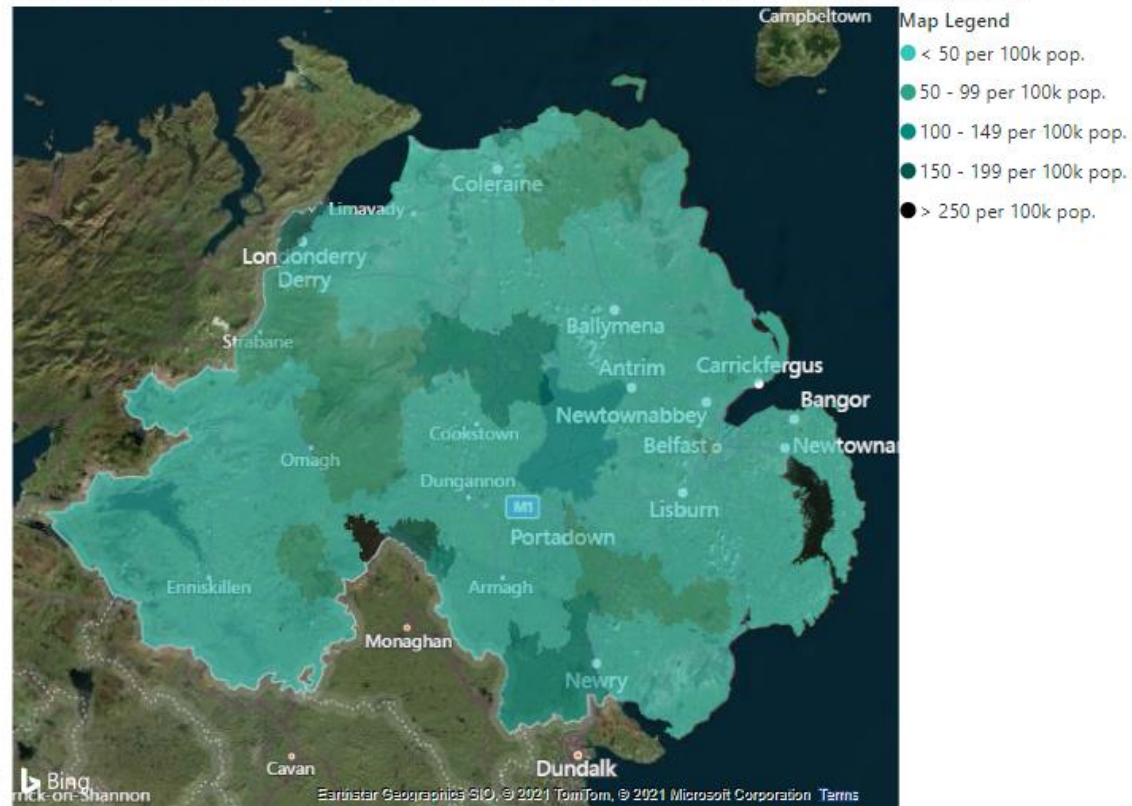 Campbeltown
Map Legend
< 50 per 100k pop.
50 - 99 per 100k pop.
100 - 149 per 100k pop.
150 - 199 per 100k pop.
> 250 per 100k pop.
Coleraine
Limavady
Londonderry
Derry
Strabane
Ballymena
Antrim
Carrickfergus
Newtownabbey
Bangor
Cookstown
Belfast
Newtownar
Omagh
Dungannon
M1
Lisburn
Portadown
Enniskillen
Armagh
Monaghan
Newry
Cavan
Dundalk
Bing
rrick-on-Shannon
Earthstar Geographics SIO, © 2021 TomTom, © 2021 Microsoft Corporation Terms